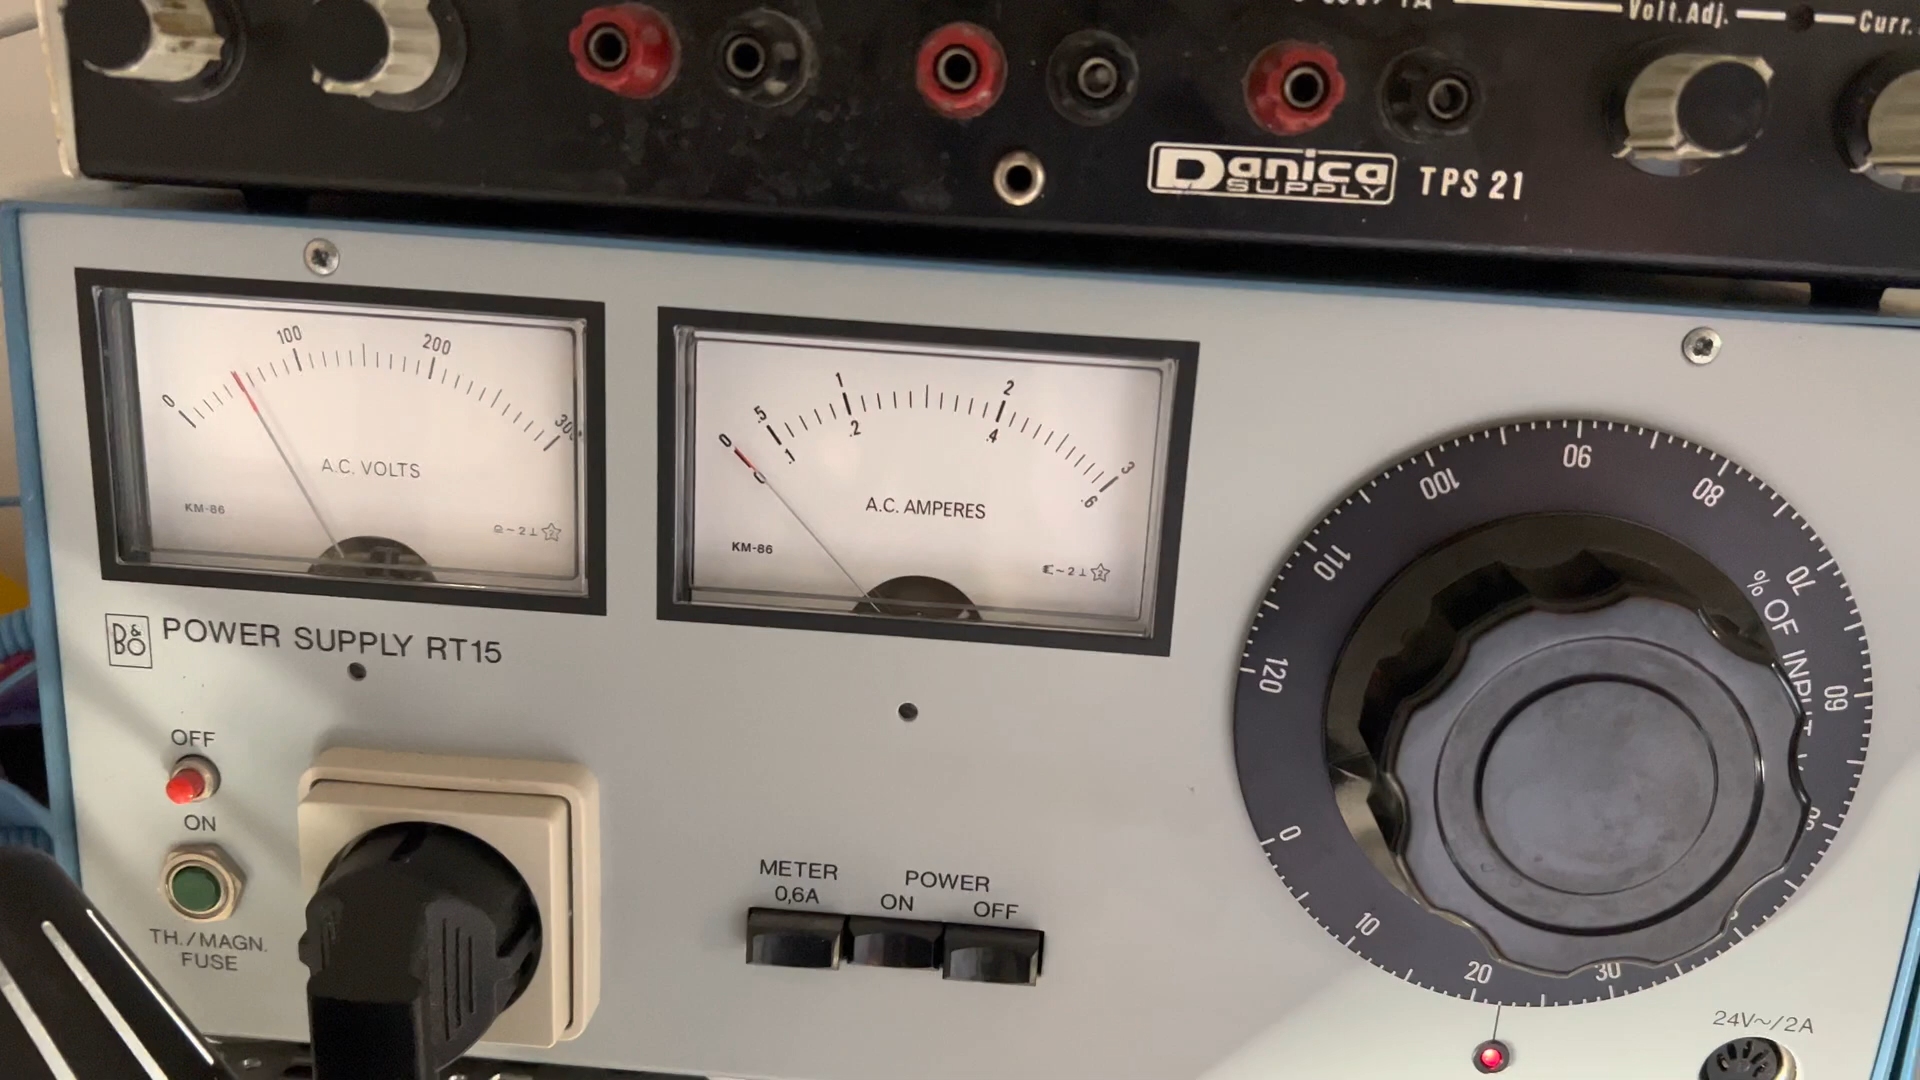 Volt.Adj.
Curr.
Danica
SUPPLY
TPS 21
0
100
200
A.C. VOLTS
KM-86
0
.5
1
2
3
0
.1
.2
.4
.6
A.C. AMPERES
KM-86
B&O
POWER SUPPLY RT15
OFF
ON
TH./MAGN.
FUSE
METER
0,6A
POWER
ON
OFF
0
10
20
30
60
70
80
90
100
110
120
% OF INPUT
24V~/2A